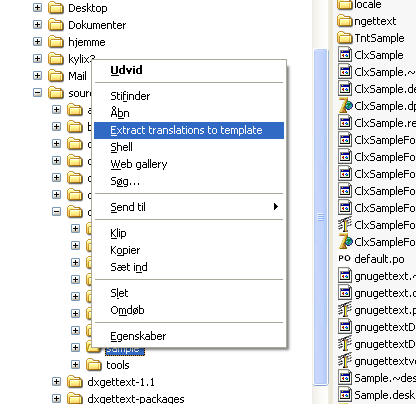 Desktop
Dokumenter
hjemme
kylix3
Mail
Udvid
Stifinder
Åbn
Extract translations to template
Shell
Web gallery
Søg...
Send til
Klip
Kopier
Sæt ind
Slet
Omdøb
Egenskaber
sample
tools
dxgettext-1.1
dxgettext-packages
locale
ngettext
TntSample
ClxSample
ClxSample.~
ClxSample.de
ClxSample.dp
ClxSample.re
ClxSampleFo
ClxSampleFo
ClxSampleFo
ClxSampleFo
ClxSampleFo
ClxSampleFo
ClxSampleFo
PO default.po
gnugettext.~
gnugettext.d
gnugettext.p
gnugettextD
gnugettextD
gnugettextve
Sample.~des
Sample.desk